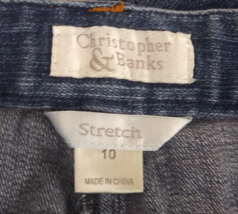 Christopher
& Banks
Stretch
10
MADE IN CHINA